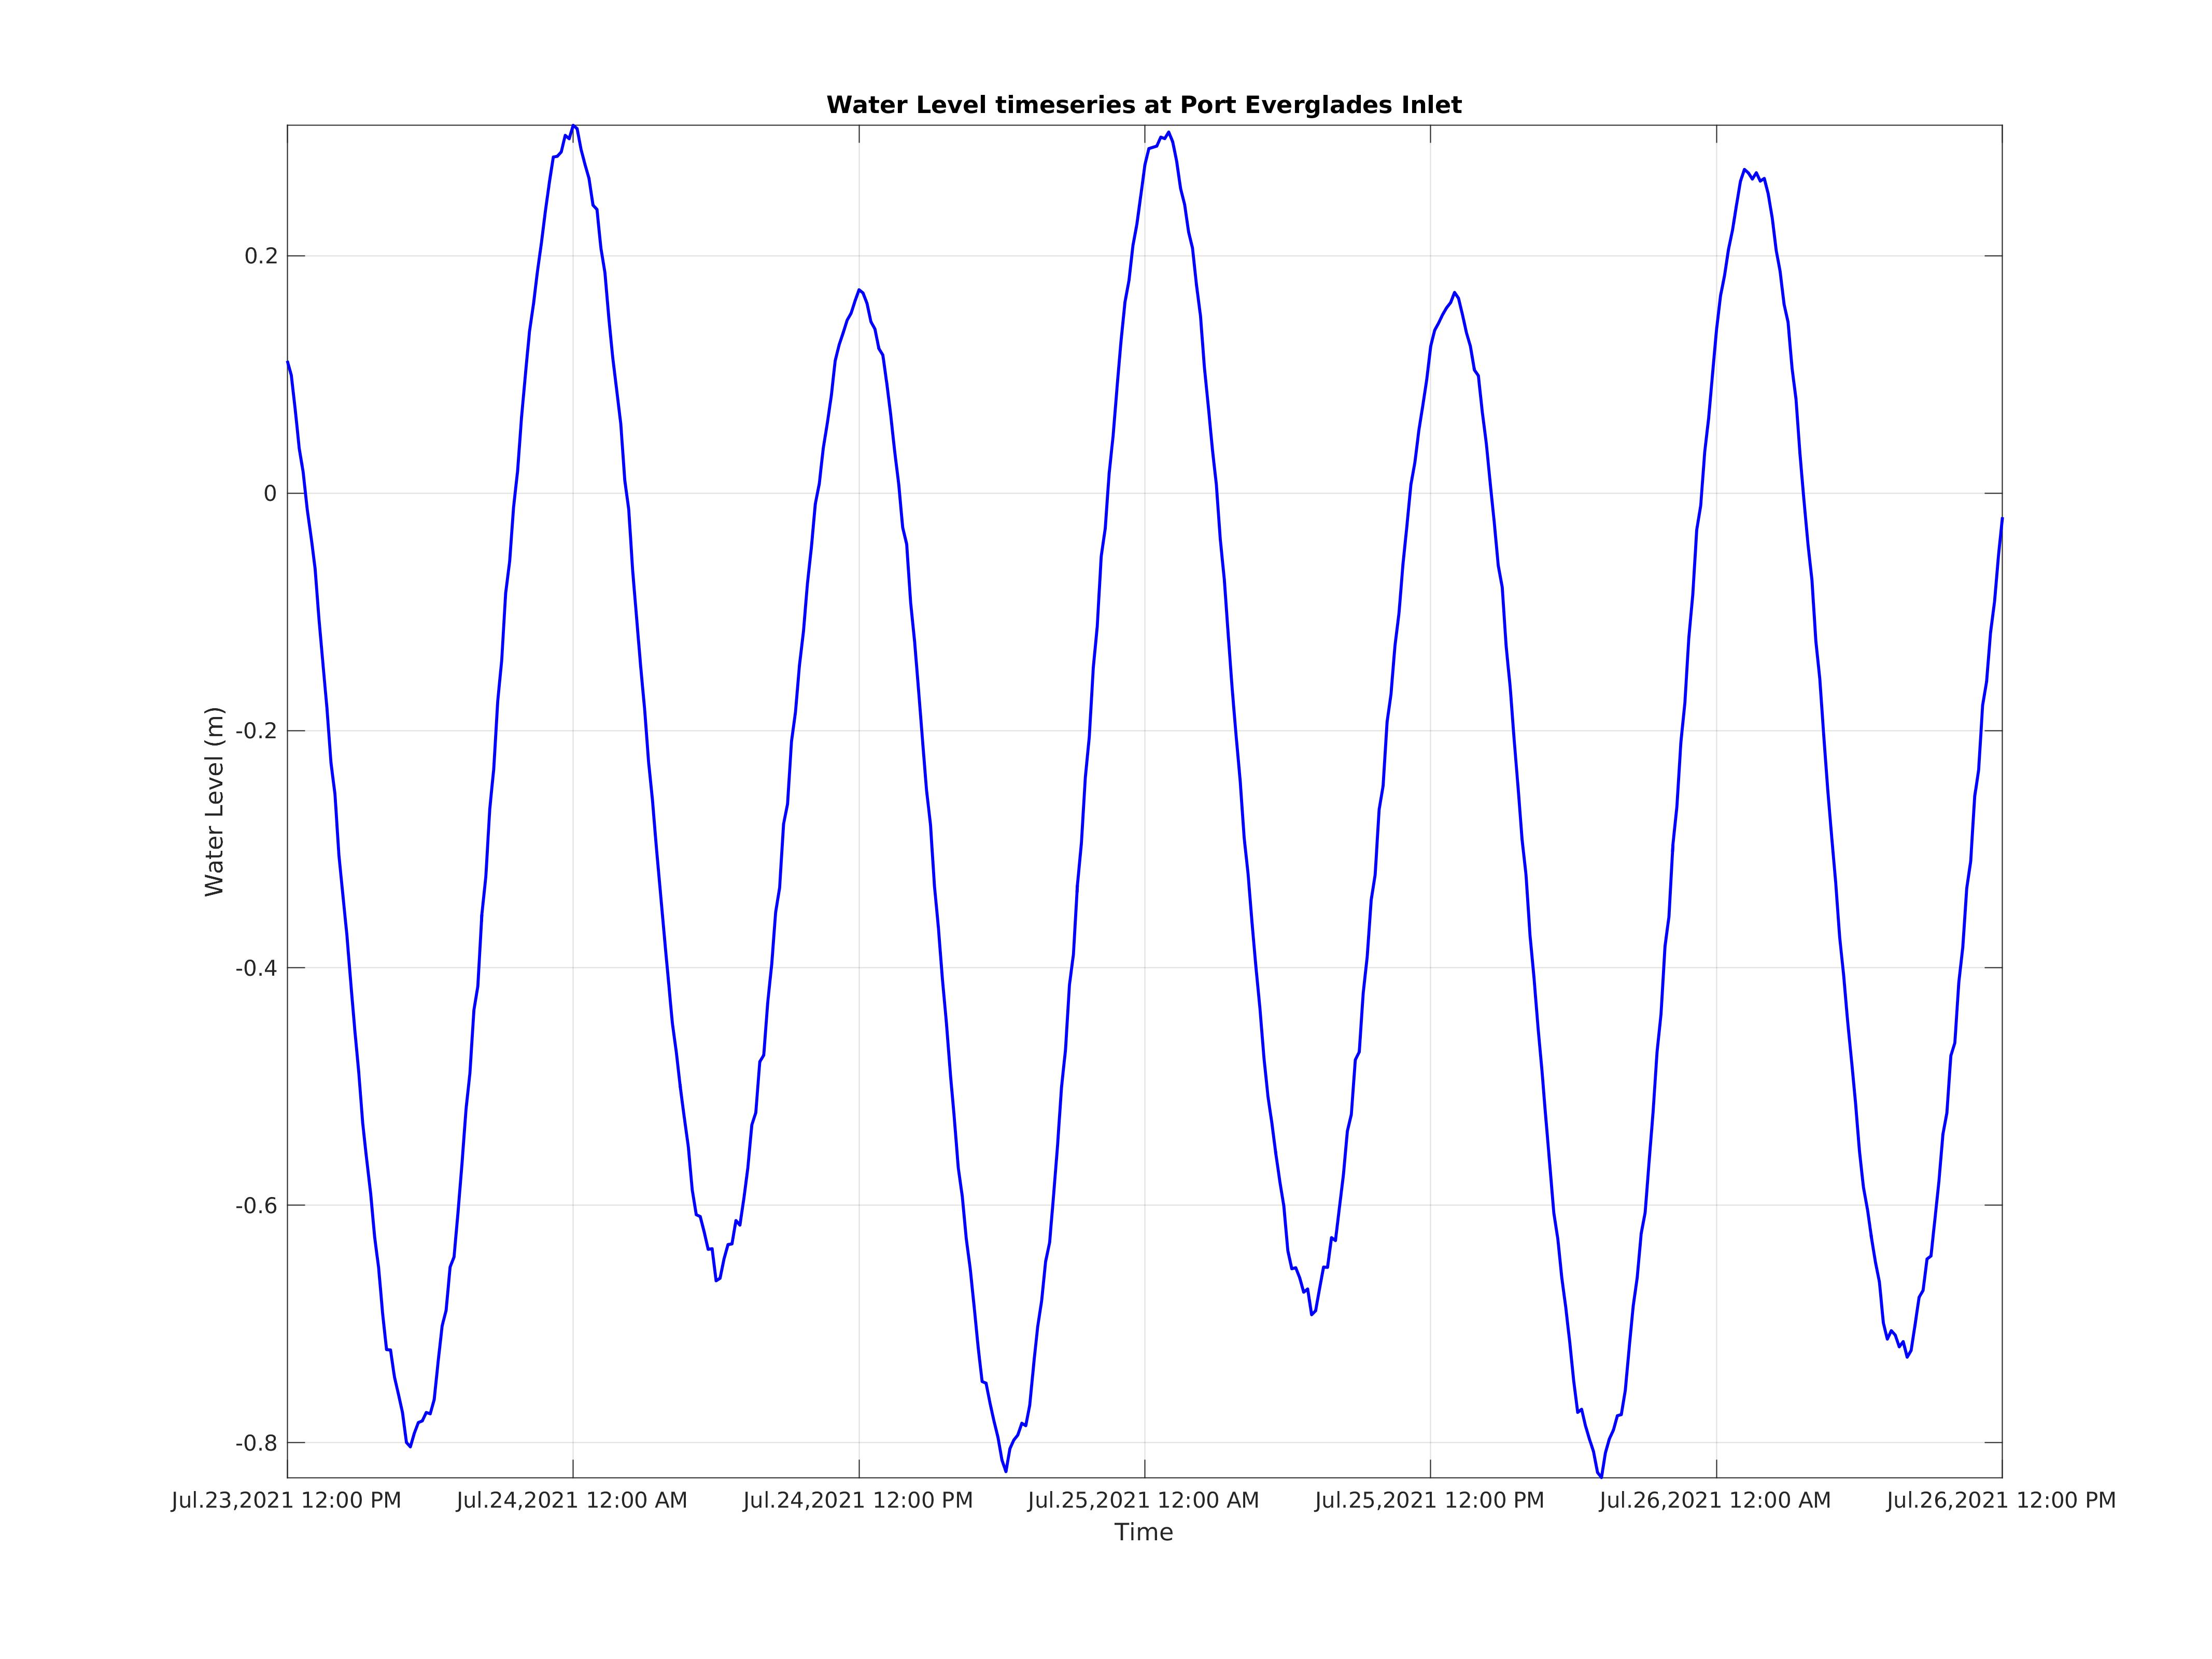 Water Level timeseries at Port Everglades Inlet
0.2
0
-0.2
-0.4
-0.6
-0.8
Water Level (m)
Jul.23,2021 12:00 PM
Jul.24,2021 12:00 AM
Jul.24,2021 12:00 PM
Jul.25,2021 12:00 AM
Jul.25,2021 12:00 PM
Jul.26,2021 12:00 AM
Jul.26,2021 12:00 PM
Time